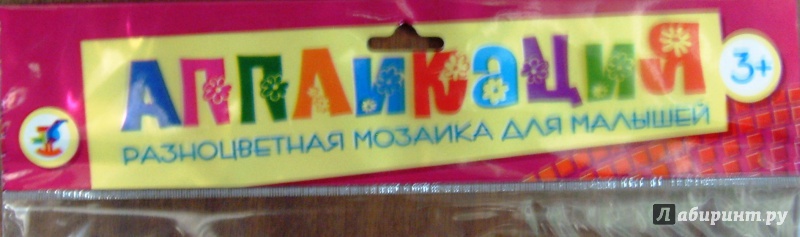 АППЛИКАЦИЯ
3+
РАЗНОЦВЕТНАЯ МОЗАИКА ДЛЯ МАЛЫШЕЙ
Лабиринт.ру